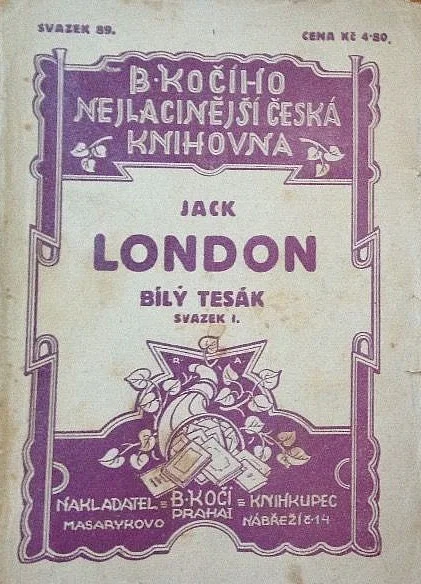 SVAZEK 89.
CENA Kč 4·80.
B·KOČÍHO
NEJLACINĚJŠÍ ČESKÁ
KNIHOVNA
JACK
LONDON
BÍLÝ TESÁK
SVAZEK I.
R A
NAKLADATEL = B·KOČÍ = KNIHKUPEC
PRAHA I
MASARYKOVO NÁBŘEŽÍ č·14